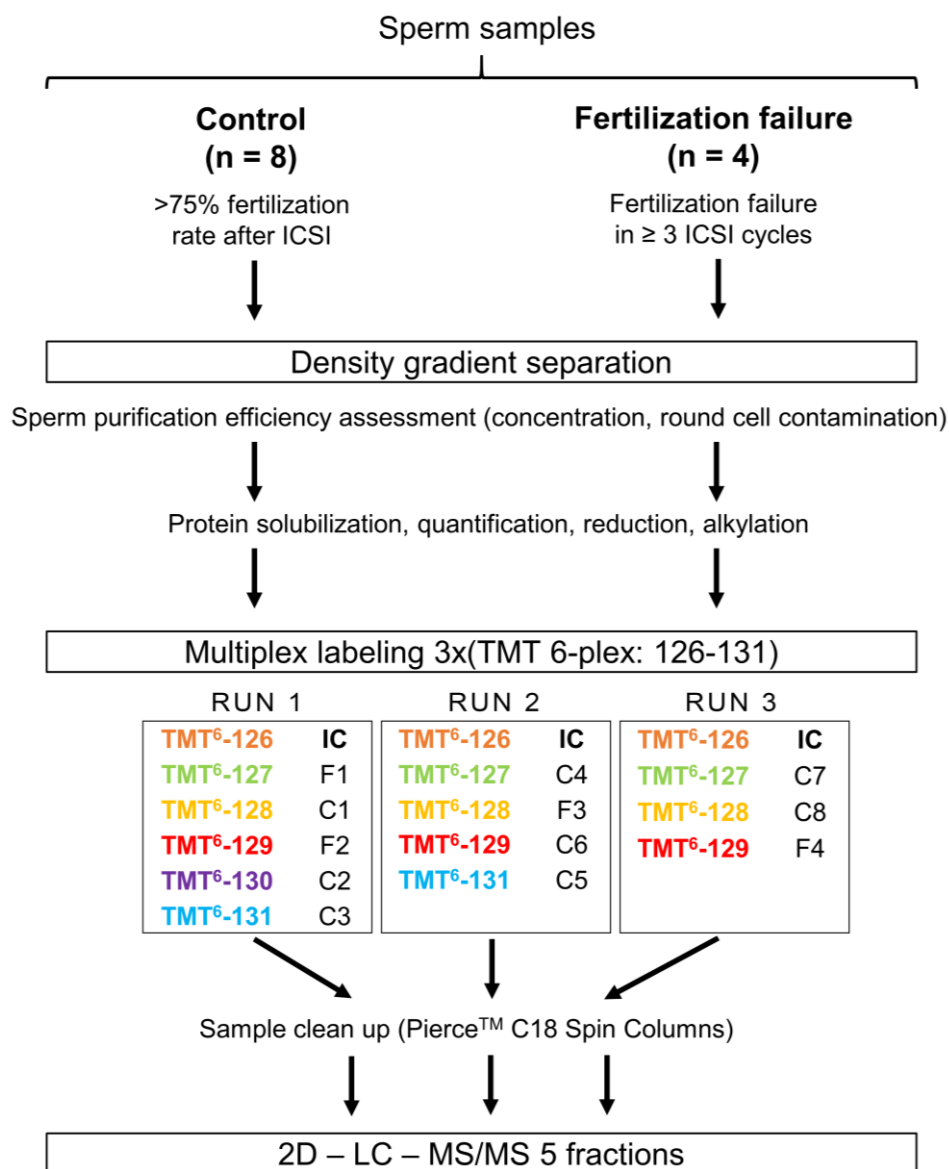 Sperm samples
Control
(n = 8)
>75% fertilization
rate after ICSI
Fertilization failure
(n = 4)
Fertilization failure
in ≥ 3 ICSI cycles
Density gradient separation
Sperm purification efficiency assessment (concentration, round cell contamination)
Protein solubilization, quantification, reduction, alkylation
Multiplex labeling 3x(TMT 6-plex: 126-131)
RUN 1
TMT⁶-126 IC
TMT⁶-127 F1
TMT⁶-128 C1
TMT⁶-129 F2
TMT⁶-130 C2
TMT⁶-131 C3
RUN 2
TMT⁶-126 IC
TMT⁶-127 C4
TMT⁶-128 F3
TMT⁶-129 C6
TMT⁶-131 C5
RUN 3
TMT⁶-126 IC
TMT⁶-127 C7
TMT⁶-128 C8
TMT⁶-129 F4
Sample clean up (Pierce™ C18 Spin Columns)
2D – LC – MS/MS 5 fractions